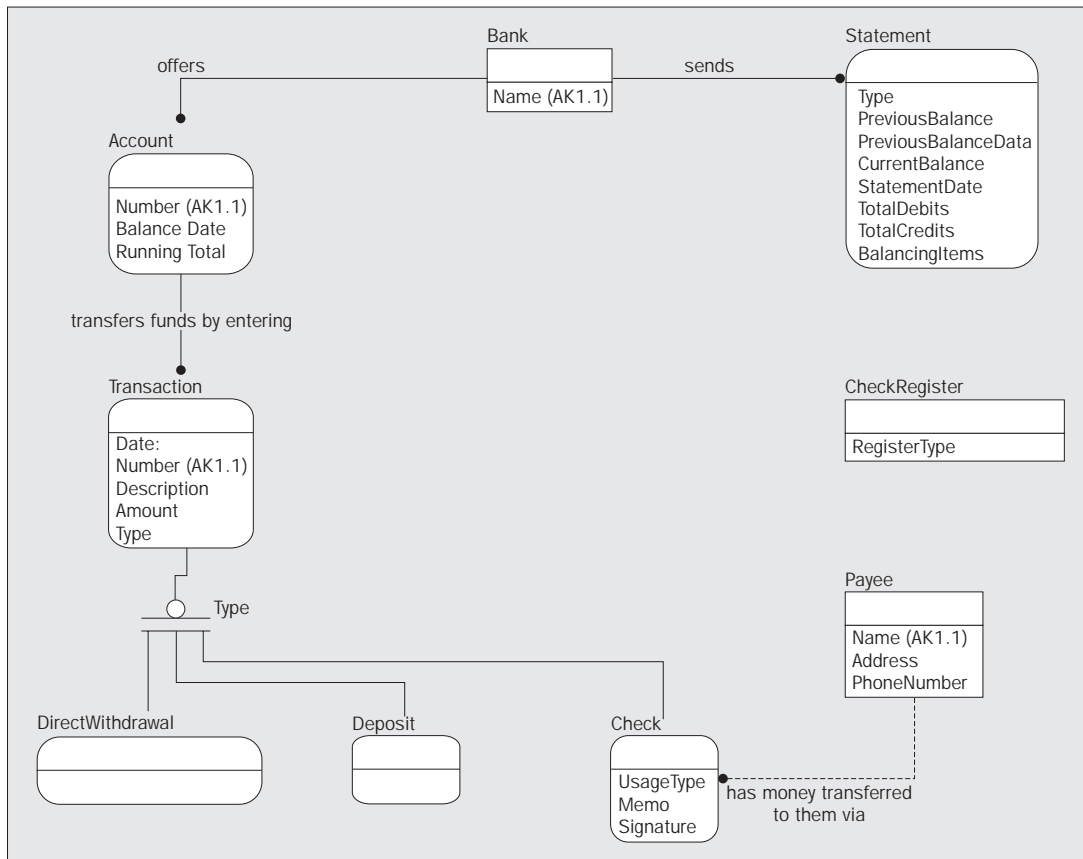 Bank
Name (AK1.1)
offers
sends
Statement
Type
PreviousBalance
PreviousBalanceData
CurrentBalance
StatementDate
TotalDebits
TotalCredits
BalancingItems
Account
Number (AK1.1)
Balance Date
Running Total
transfers funds by entering
Transaction
Date:
Number (AK1.1)
Description
Amount
Type
CheckRegister
RegisterType
Type
Payee
Name (AK1.1)
Address
PhoneNumber
DirectWithdrawal
Deposit
Check
UsageType
Memo
Signature
has money transferred
to them via